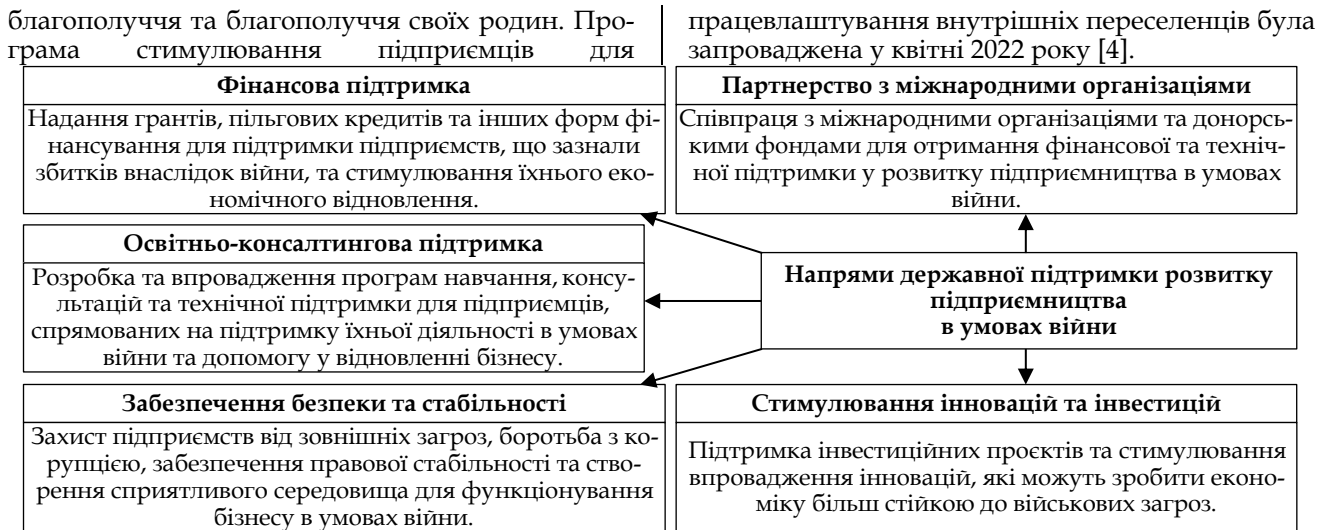 благополуччя та благополуччя своїх родин. Про-
грама стимулювання підприємців для
працевлаштування внутрішніх переселенців була
запроваджена у квітні 2022 року [4].
Фінансова підтримка
Надання грантів, пільгових кредитів та інших форм фі-
нансування для підтримки підприємств, що зазнали
збитків внаслідок війни, та стимулювання їхнього еко-
номічного відновлення.
Партнерство з міжнародними організаціями
Співпраця з міжнародними організаціями та донорсь-
кими фондами для отримання фінансової та техніч-
ної підтримки у розвитку підприємництва в умовах
війни.
Освітньо-консалтингова підтримка
Розробка та впровадження програм навчання, консу-
льтацій та технічної підтримки для підприємців,
спрямованих на підтримку їхньої діяльності в умовах
війни та допомогу у відновленні бізнесу.
Напрями державної підтримки розвитку
підприємництва
в умовах війни
Забезпечення безпеки та стабільності
Захист підприємств від зовнішніх загроз, боротьба з ко-
рупцією, забезпечення правової стабільності та ство-
рення сприятливого середовища для функціонування
бізнесу в умовах війни.
Стимулювання інновацій та інвестицій
Підтримка інвестиційних проєктів та стимулювання
впровадження інновацій, які можуть зробити еконо-
міку більш стійкою до військових загроз.